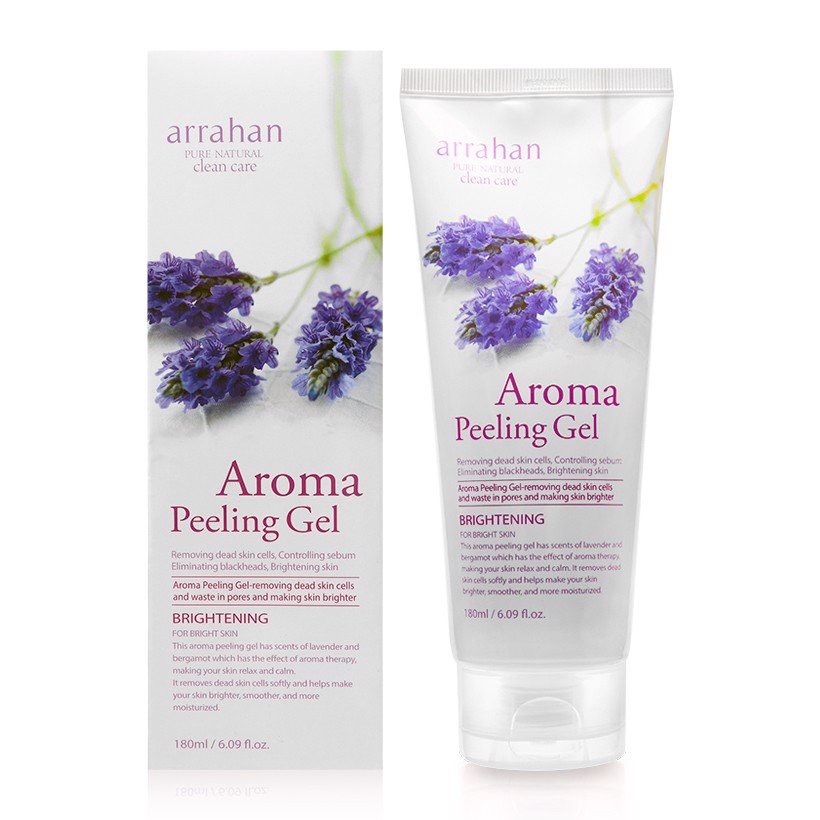 arrahan
PURE NATURAL
clean care
Aroma
Peeling Gel
Removing dead skin cells, Controlling sebum
Eliminating blackheads, Brightening skin
Aroma Peeling Gel-removing dead skin cells
and waste in pores and making skin brighter
BRIGHTENING
FOR BRIGHT SKIN
This aroma peeling gel has scents of lavender and
bergamot which has the effect of aroma therapy,
making your skin relax and calm.
It removes dead skin cells softly and helps make
your skin brighter, smoother, and more
moisturized.
180ml / 6.09 fl.oz.
arrahan
PURE NATURAL
clean care
Aroma
Peeling Gel
Removing dead skin cells, Controlling sebum
Eliminating blackheads, Brightening skin
Aroma Peeling Gel-removing dead skin cells
and waste in pores and making skin brighter
BRIGHTENING
FOR BRIGHT SKIN
This aroma peeling gel has scents of lavender and
bergamot which has the effect of aroma therapy,
making your skin relax and calm. It removes dead
skin cells softly and helps make your skin
brighter, smoother, and more moisturized.
180ml / 6.09 fl.oz.